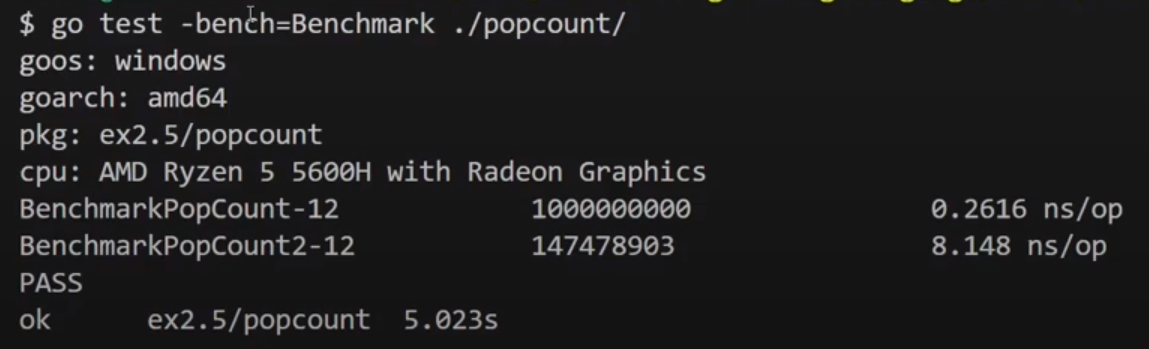 $ go test -bench=Benchmark ./popcount/
goos: windows
goarch: amd64
pkg: ex2.5/popcount
cpu: AMD Ryzen 5 5600H with Radeon Graphics
BenchmarkPopCount-12 1000000000 0.2616 ns/op
BenchmarkPopCount2-12 147478903 8.148 ns/op
PASS
ok ex2.5/popcount 5.023s